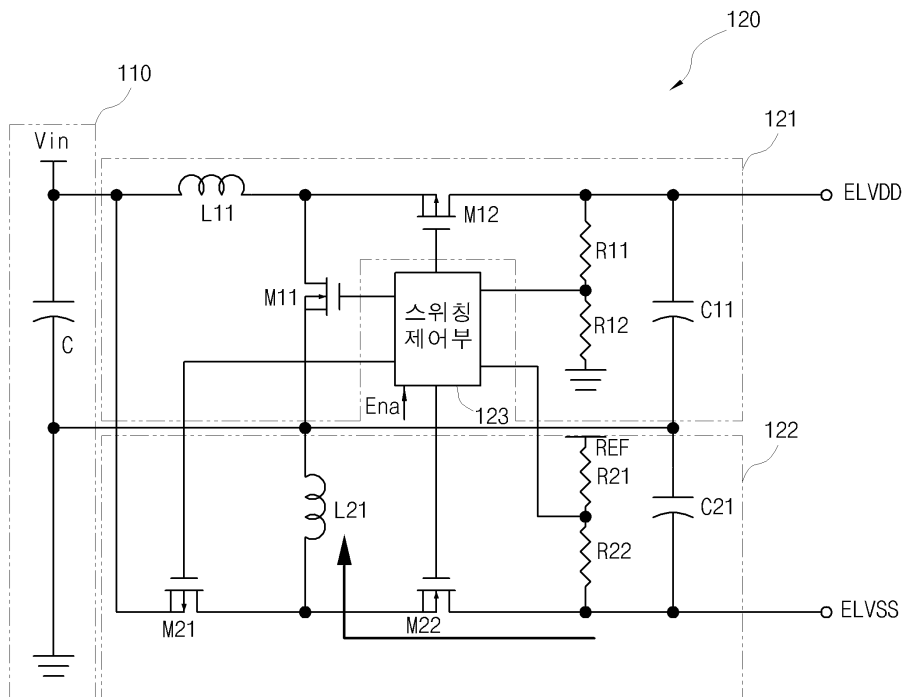 120
110
121
Vin
L11
M12
ELVDD
R11
M11
스위칭
제어부
C11
R12
C
Ena
123
122
REF
R21
L21
C21
R22
M21
M22
ELVSS